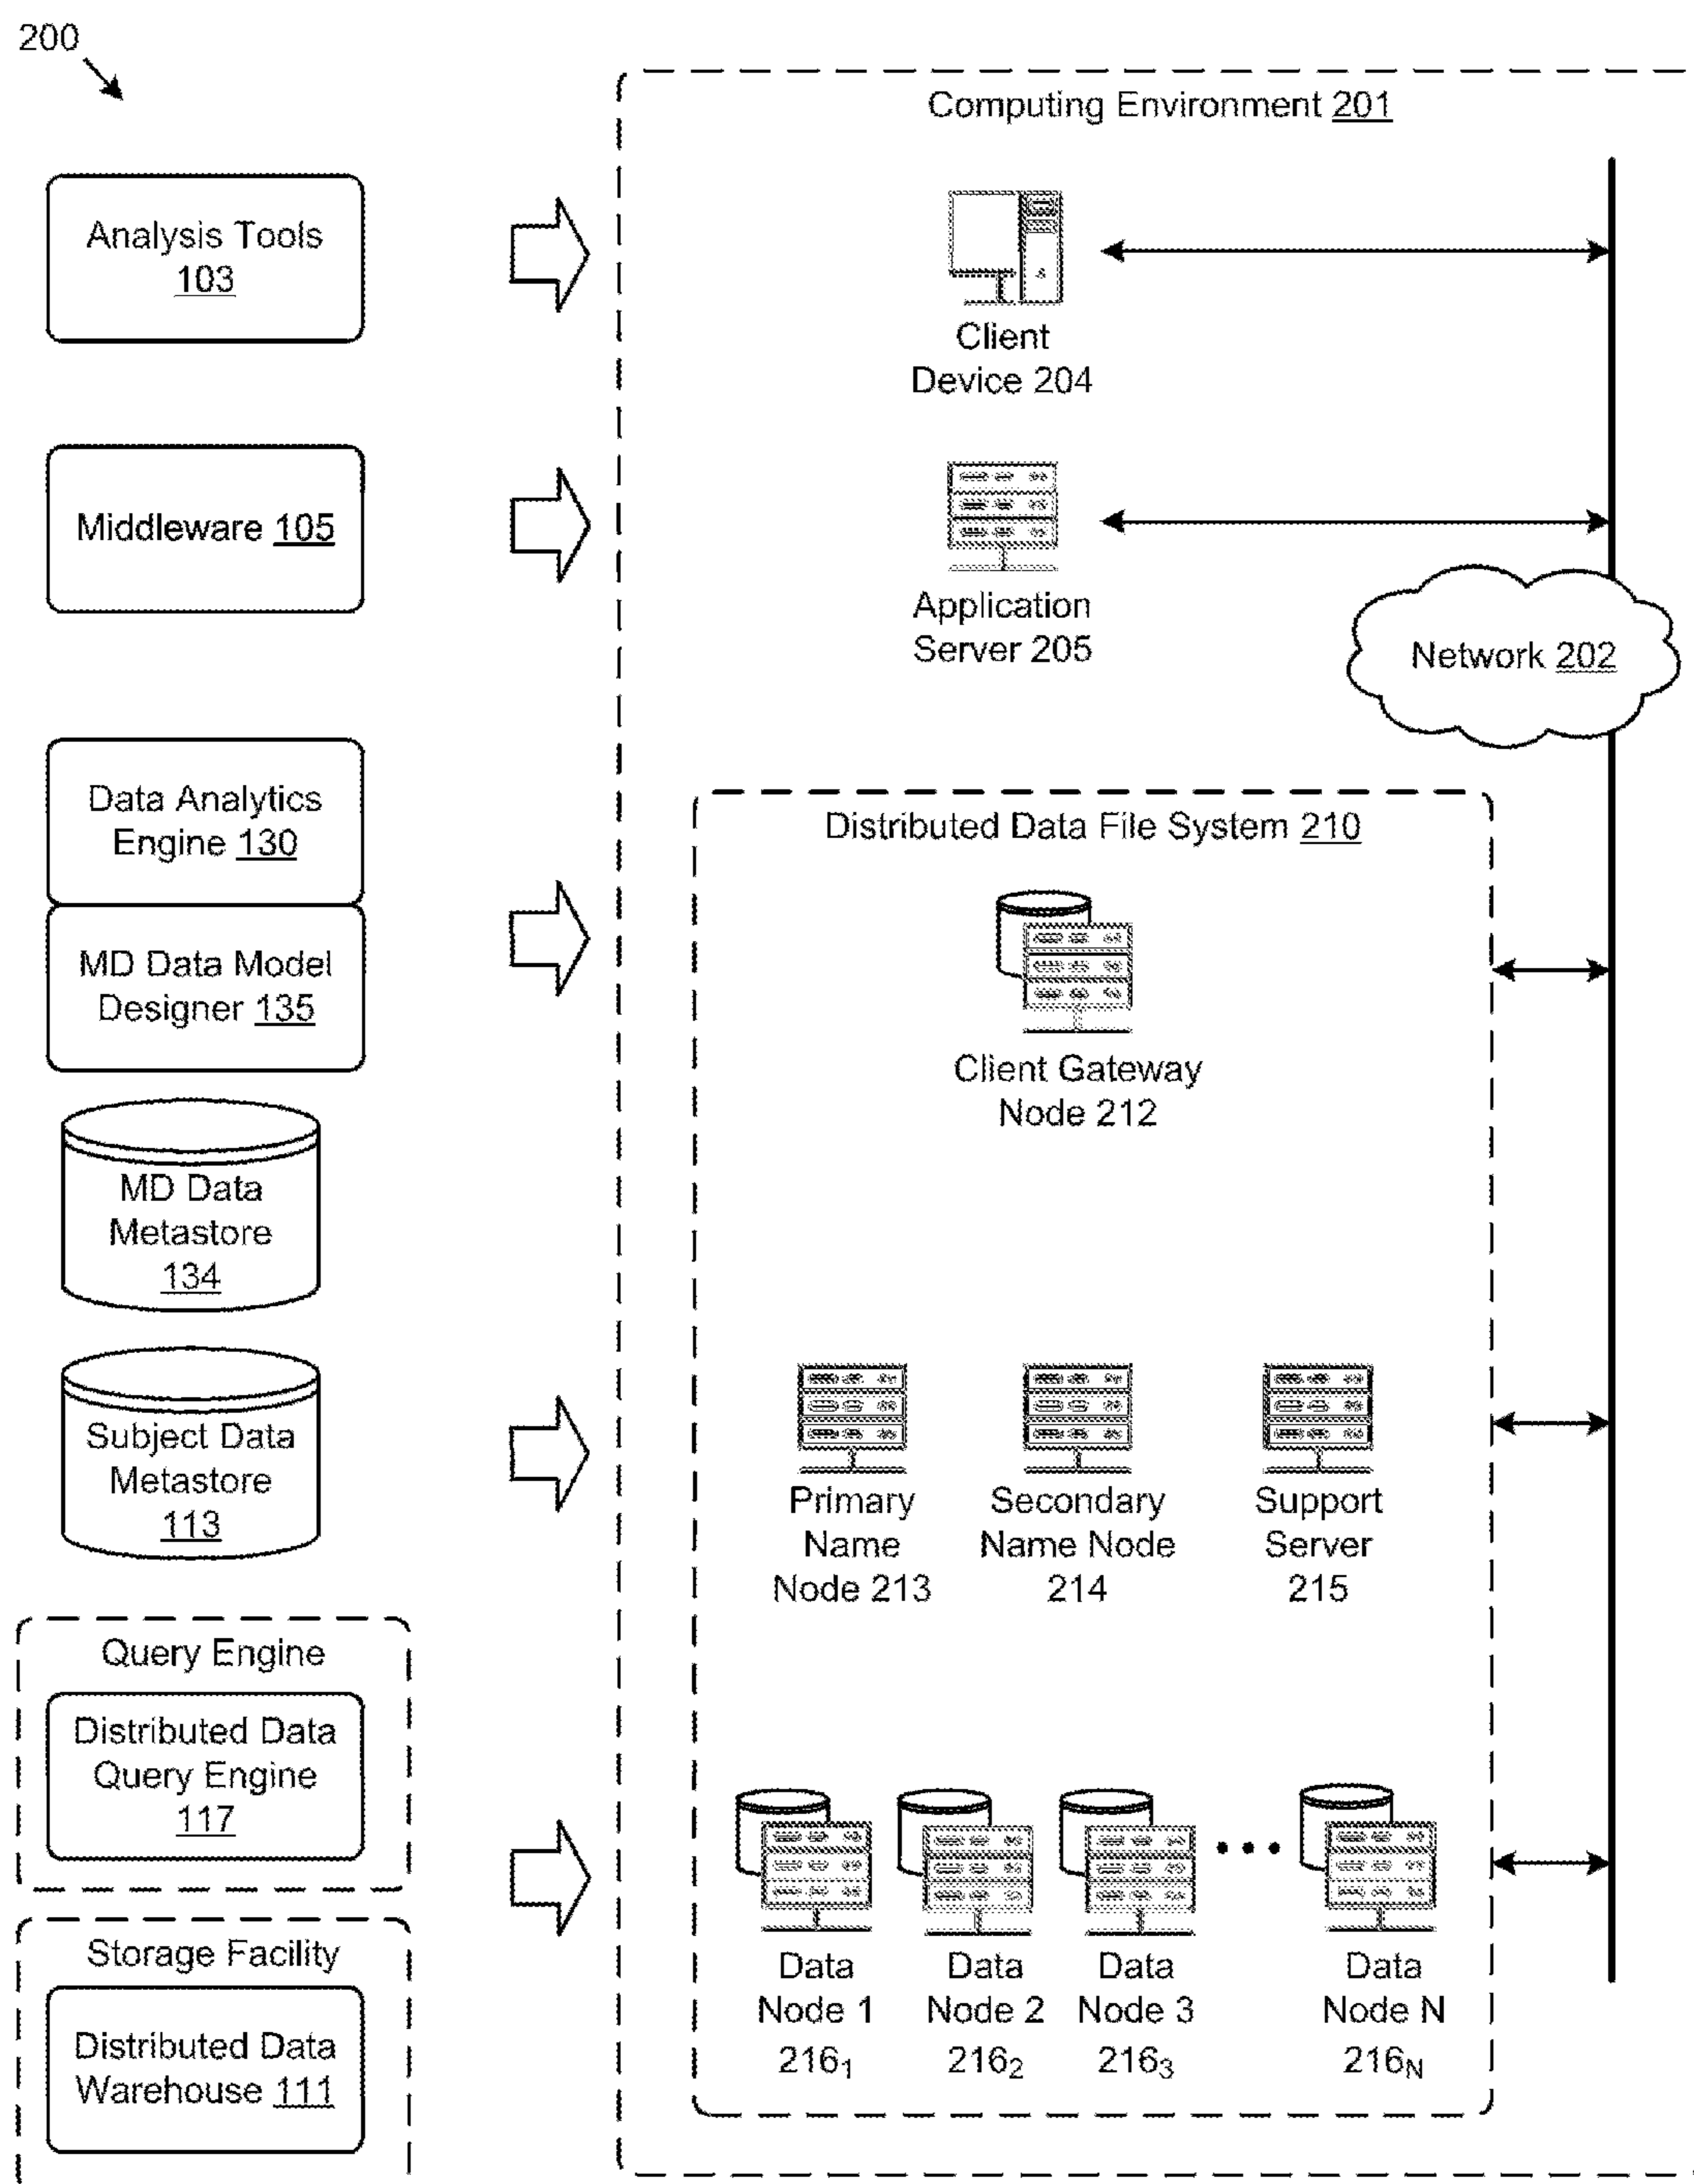 200
Computing Environment 201
Analysis Tools
103
Client
Device 204
Middleware 105
Application
Server 205
Network 202
Data Analytics
Engine 130
MD Data Model
Designer 135
Distributed Data File System 210
Client Gateway
Node 212
MD Data
Metastore
134
Subject Data
Metastore
113
Primary
Name
Node 213
Secondary
Name Node
214
Support
Server
215
Query Engine
Distributed Data
Query Engine
117
Storage Facility
Distributed Data
Warehouse 111
Data
Node 1
216₁
Data
Node 2
216₂
Data
Node 3
216₃
Data
Node N
216N